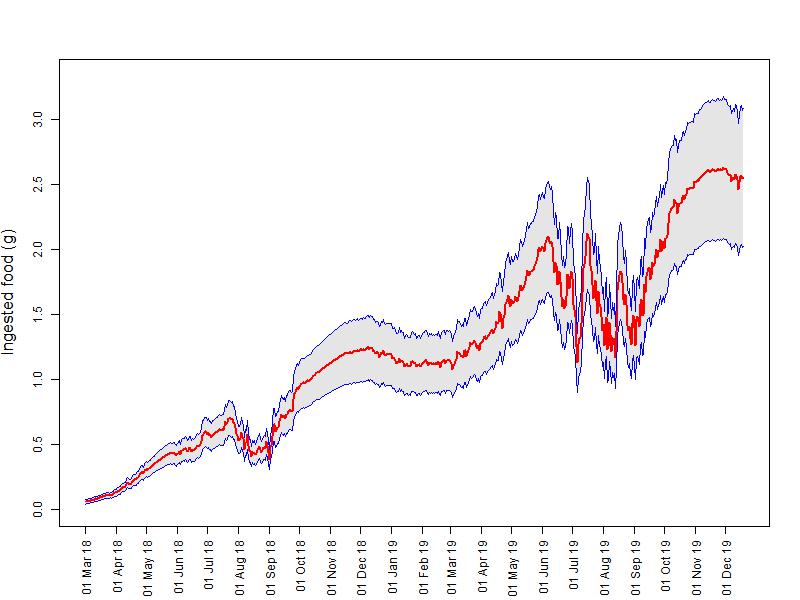 Ingested food (g)
3.0
2.5
2.0
1.5
1.0
0.5
0.0
01 Mar 18
01 Apr 18
01 May 18
01 Jun 18
01 Jul 18
01 Aug 18
01 Sep 18
01 Oct 18
01 Nov 18
01 Dec 18
01 Jan 19
01 Feb 19
01 Mar 19
01 Apr 19
01 May 19
01 Jun 19
01 Jul 19
01 Aug 19
01 Sep 19
01 Oct 19
01 Nov 19
01 Dec 19